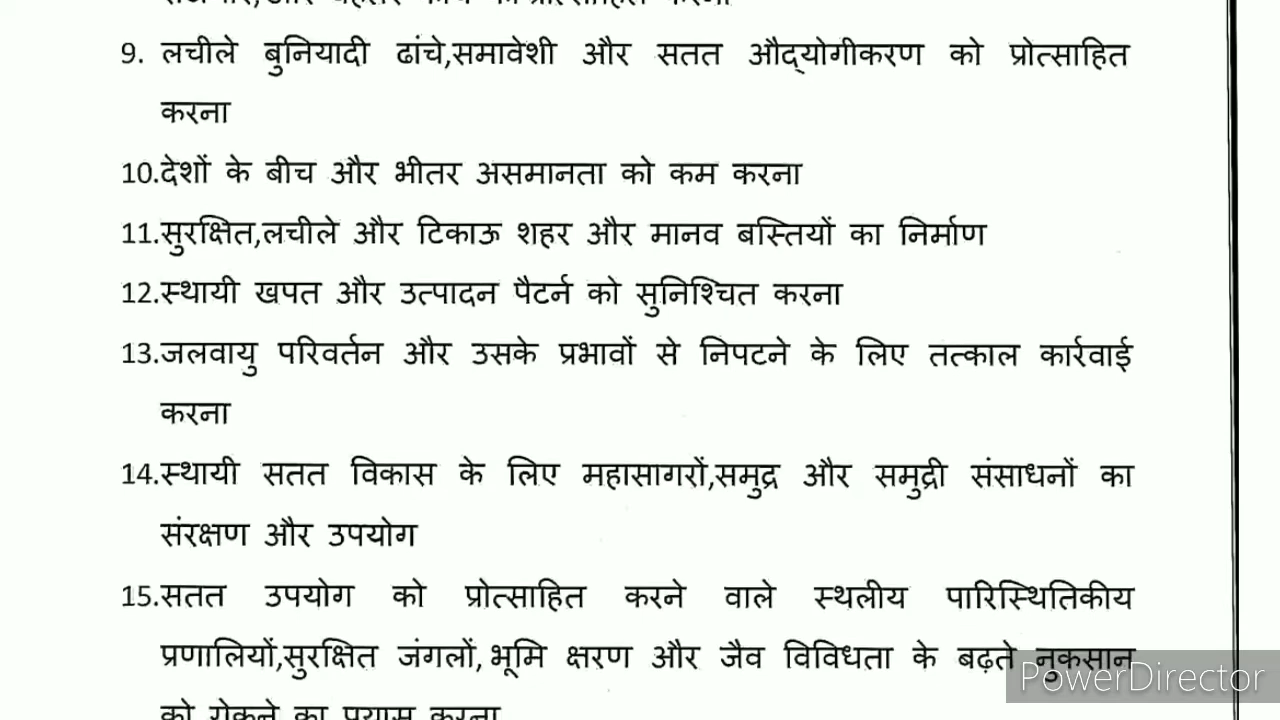 9. लचीले बुनियादी ढांचे,समावेशी और सतत औद्योगीकरण को प्रोत्साहित
करना
10.देशों के बीच और भीतर असमानता को कम करना
11.सुरक्षित,लचीले और टिकाऊ शहर और मानव बस्तियों का निर्माण
12.स्थायी खपत और उत्पादन पैटर्न को सुनिश्चित करना
13.जलवायु परिवर्तन और उसके प्रभावों से निपटने के लिए तत्काल कार्रवाई
करना
14.स्थायी सतत विकास के लिए महासागरों,समुद्र और समुद्री संसाधनों का
संरक्षण और उपयोग
15.सतत उपयोग को प्रोत्साहित करने वाले स्थलीय पारिस्थितिकीय
प्रणालियों,सुरक्षित जंगलों, भूमि क्षरण और जैव विविधता के बढ़ते नुकसान
को रोकने का प्रयास करना
PowerDirector